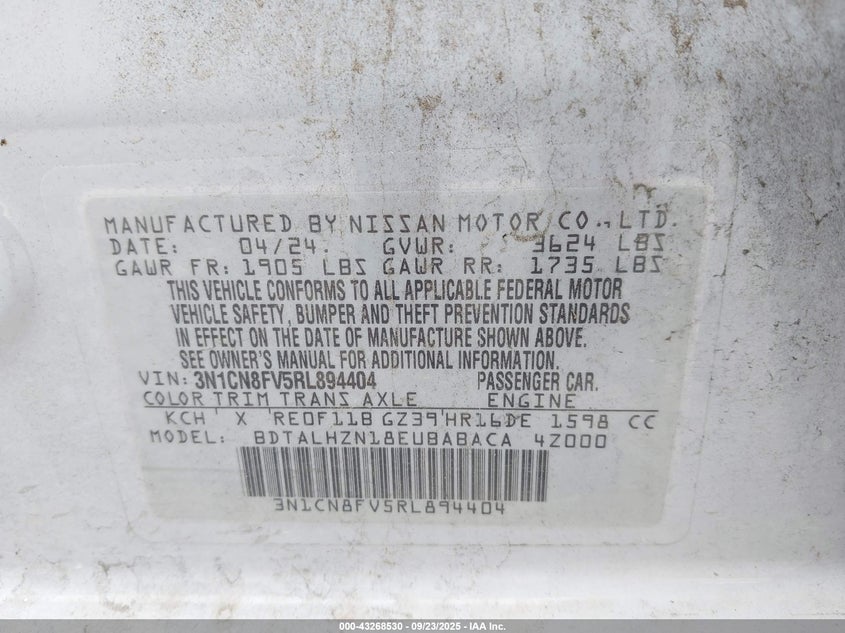 MANUFACTURED BY NISSAN MOTOR CO., LTD.
DATE: 04/24. GVWR: 3624 LBS
GAWR FR: 1905 LBS GAWR RR: 1735 LBS
THIS VEHICLE CONFORMS TO ALL APPLICABLE FEDERAL MOTOR
VEHICLE SAFETY, BUMPER AND THEFT PREVENTION STANDARDS
IN EFFECT ON THE DATE OF MANUFACTURE SHOWN ABOVE.
SEE OWNER'S MANUAL FOR ADDITIONAL INFORMATION.
VIN: 3N1CN8FV5RL894404 PASSENGER CAR.
COLOR TRIM TRANS AXLE ENGINE
KCH X RE0F11B GZ39 HR16DE 1598 CC
MODEL: BDTALHZN18EUBABACA 4Z000
3N1CN8FV5RL894404
000-43268530 - 09/23/2025 - IAA Inc.